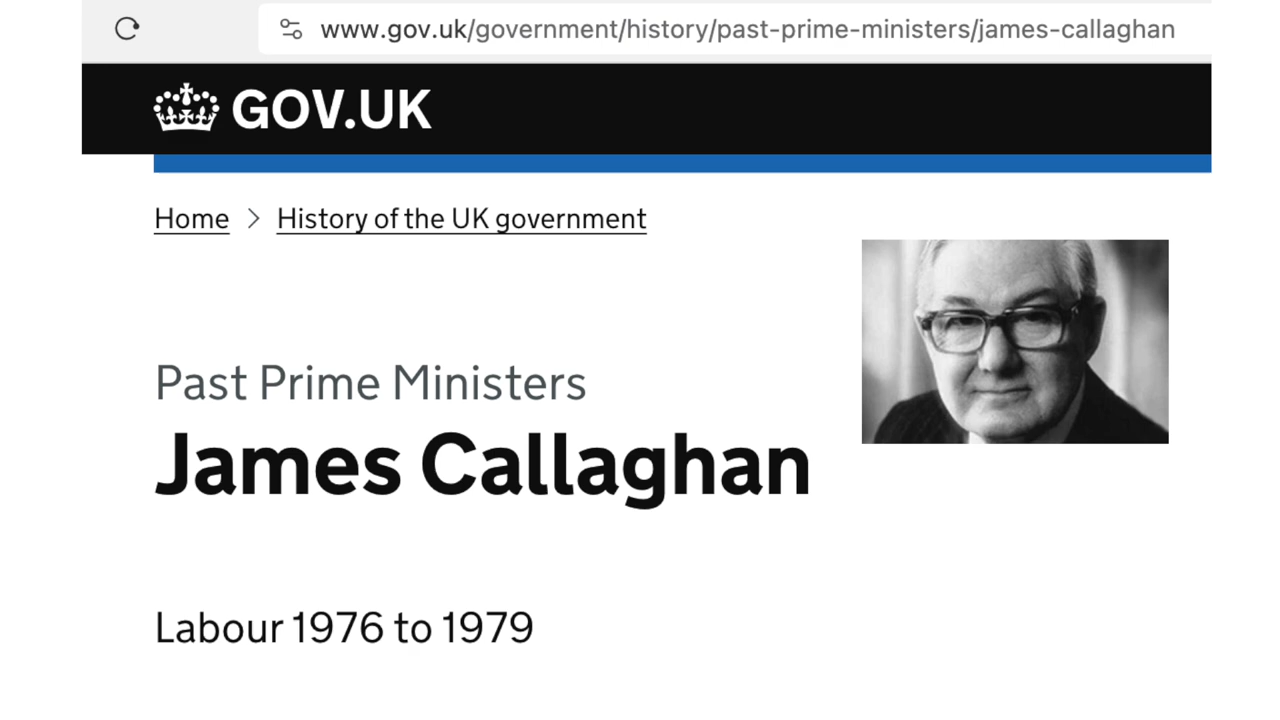 www.gov.uk/government/history/past-prime-ministers/james-callaghan
GOV.UK
Home > History of the UK government
Past Prime Ministers
James Callaghan
Labour 1976 to 1979